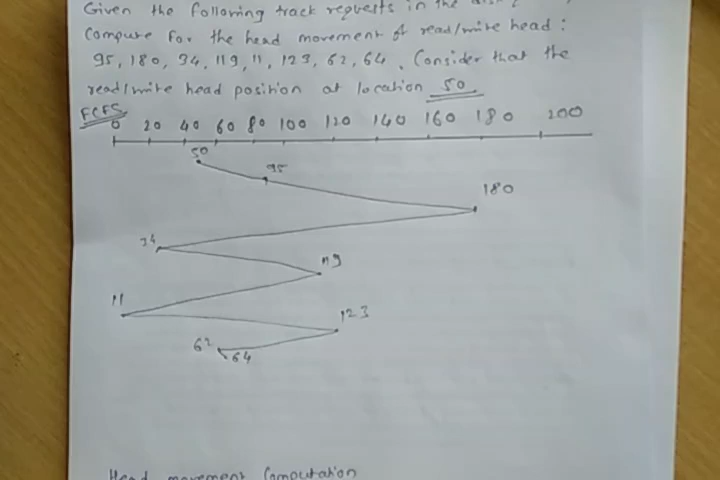 Given the following track requests in the disk
Compute for the head movement of read/write head :
95, 180, 34, 119, 11, 123, 62, 64. Consider that the
read/write head position at location 50
FCFS
0 20 40 60 80 100 120 140 160 180 200
50
95
180
34
119
11
123
62
64
Head movement Computation